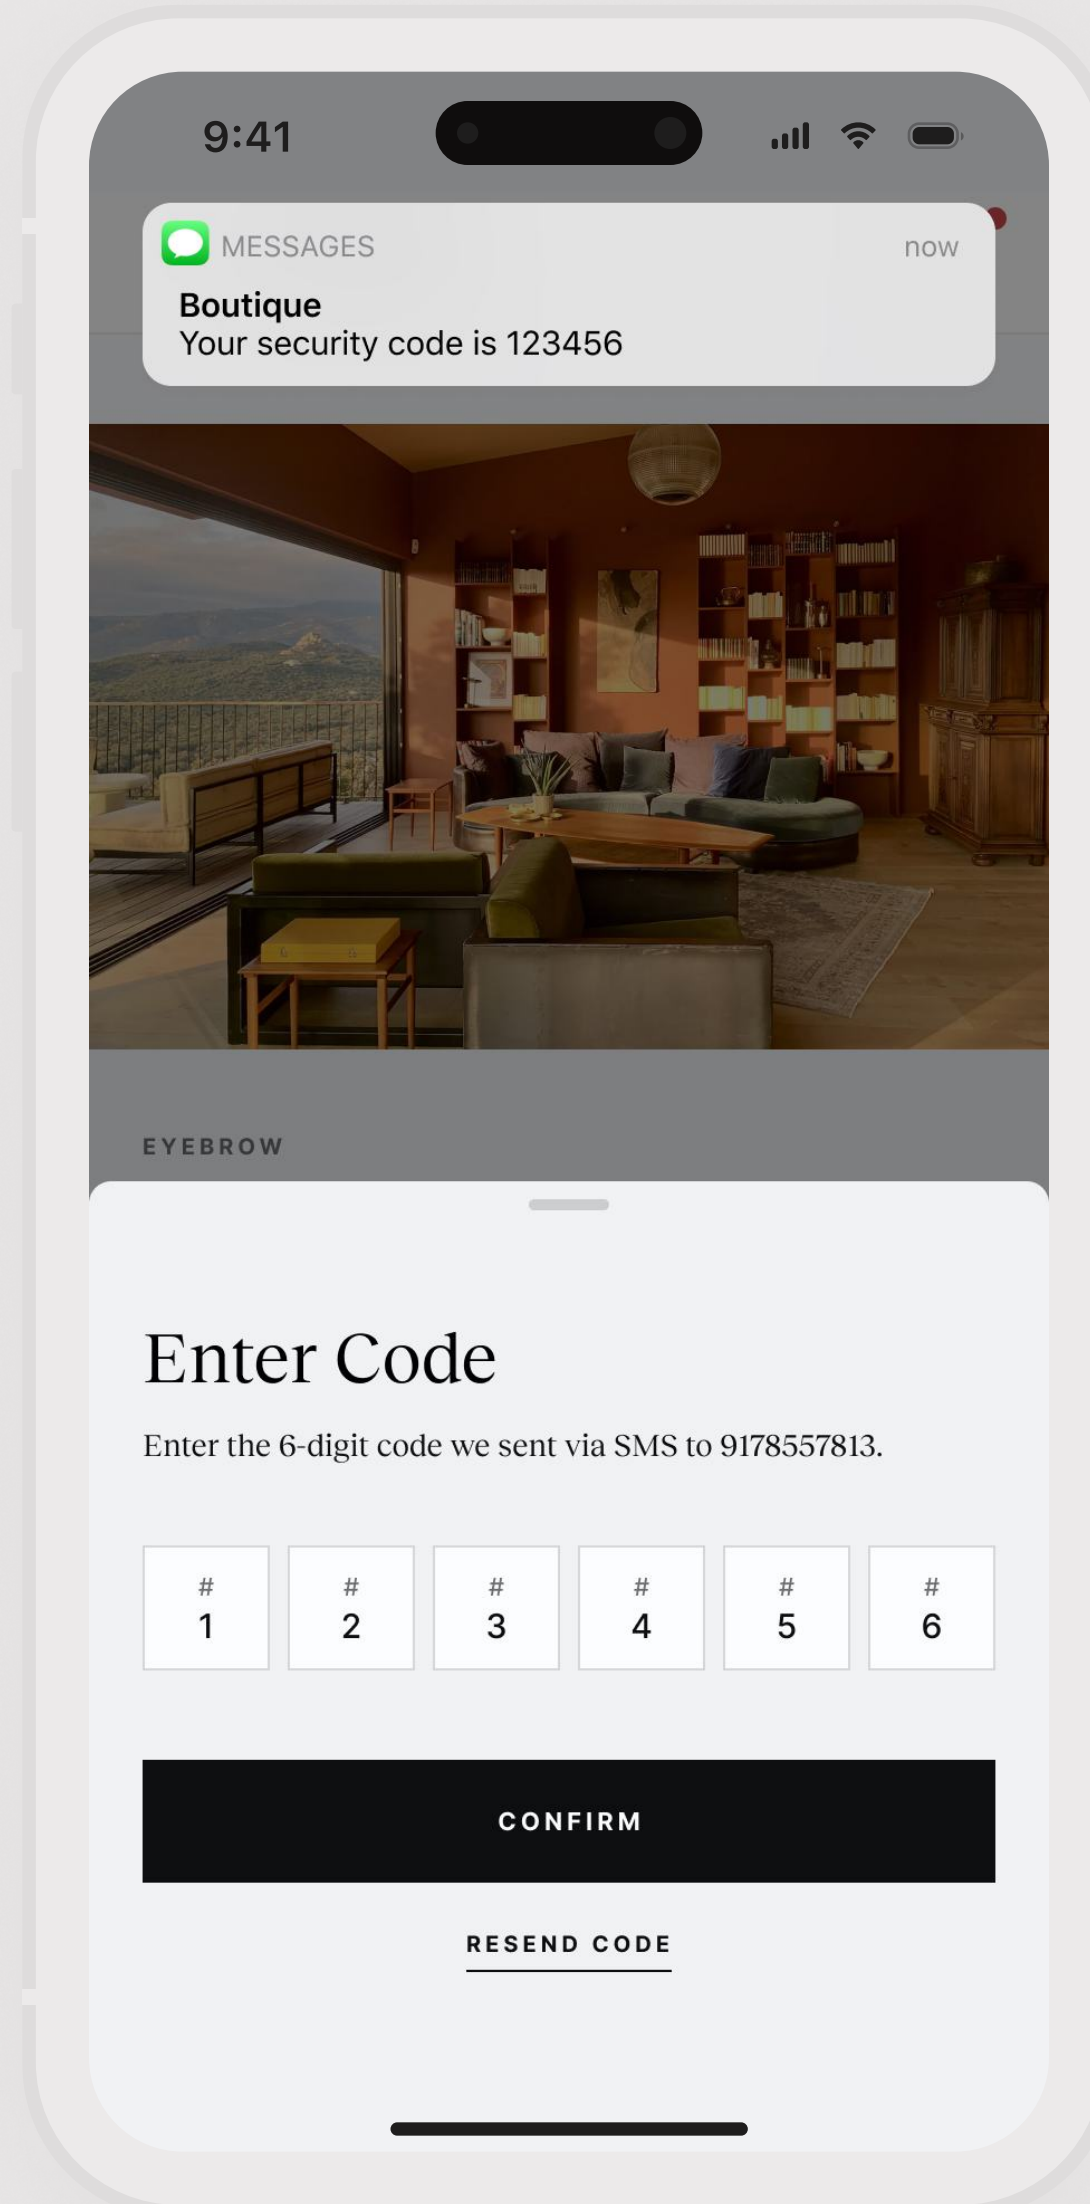 9:41
MESSAGES
now
Boutique
Your security code is 123456
EYEBROW
Enter Code
Enter the 6-digit code we sent via SMS to 9178557813.
# # # # # #
1 2 3 4 5 6
CONFIRM
RESEND CODE